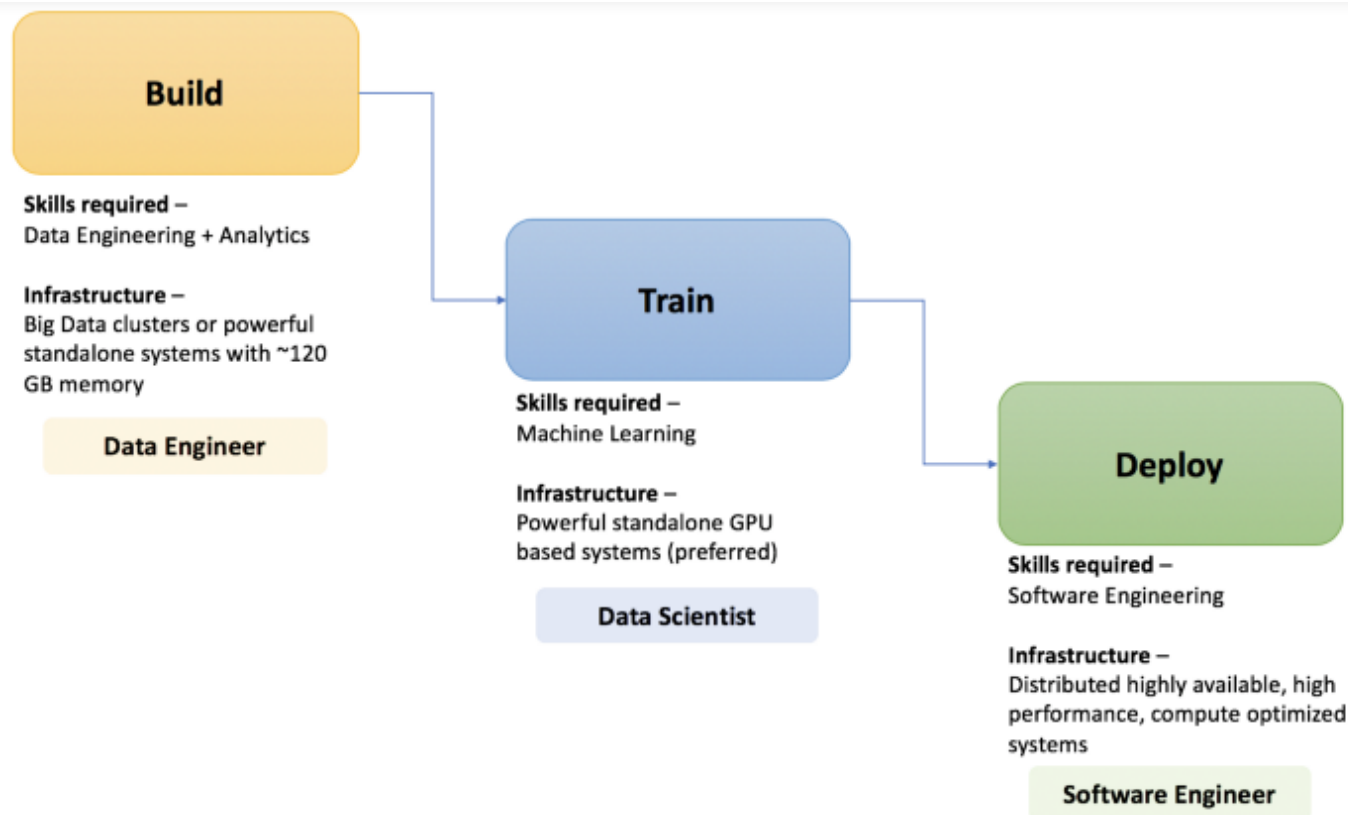 Build
Skills required –
Data Engineering + Analytics
Infrastructure –
Big Data clusters or powerful
standalone systems with ~120
GB memory
Data Engineer
Train
Skills required –
Machine Learning
Infrastructure –
Powerful standalone GPU
based systems (preferred)
Data Scientist
Deploy
Skills required –
Software Engineering
Infrastructure –
Distributed highly available, high
performance, compute optimized
systems
Software Engineer